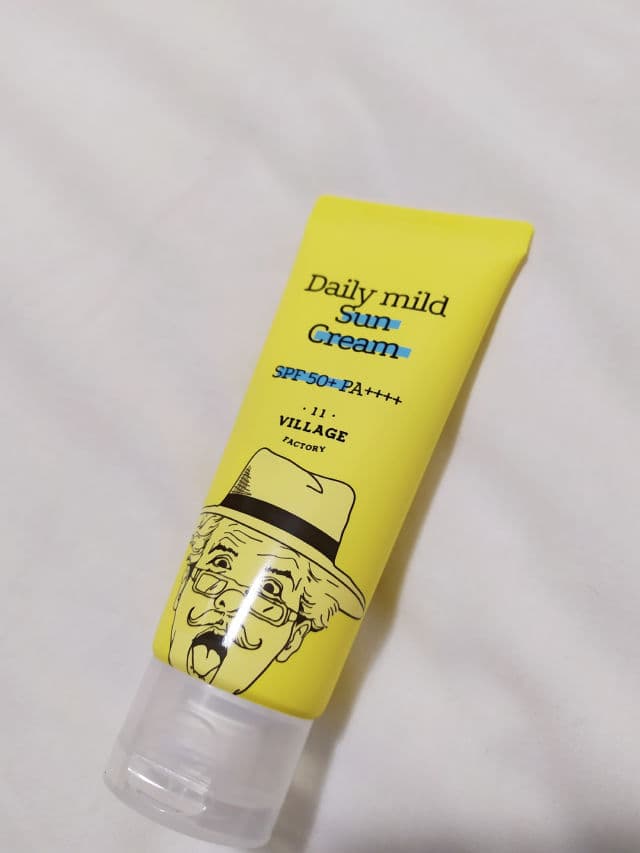 Daily mild
Sun
Cream
SPF 50+ PA++++
· 11 ·
VILLAGE
FACTORY